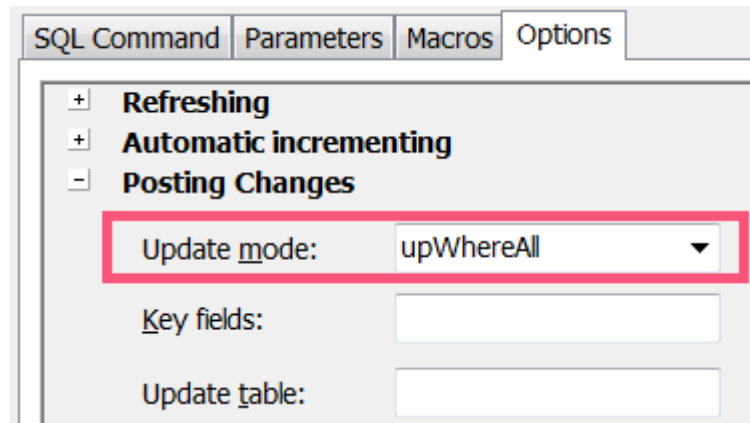 SQL Command Parameters Macros Options
Refreshing
Automatic incrementing
Posting Changes
Update mode: upWhereAll
Key fields:
Update table: